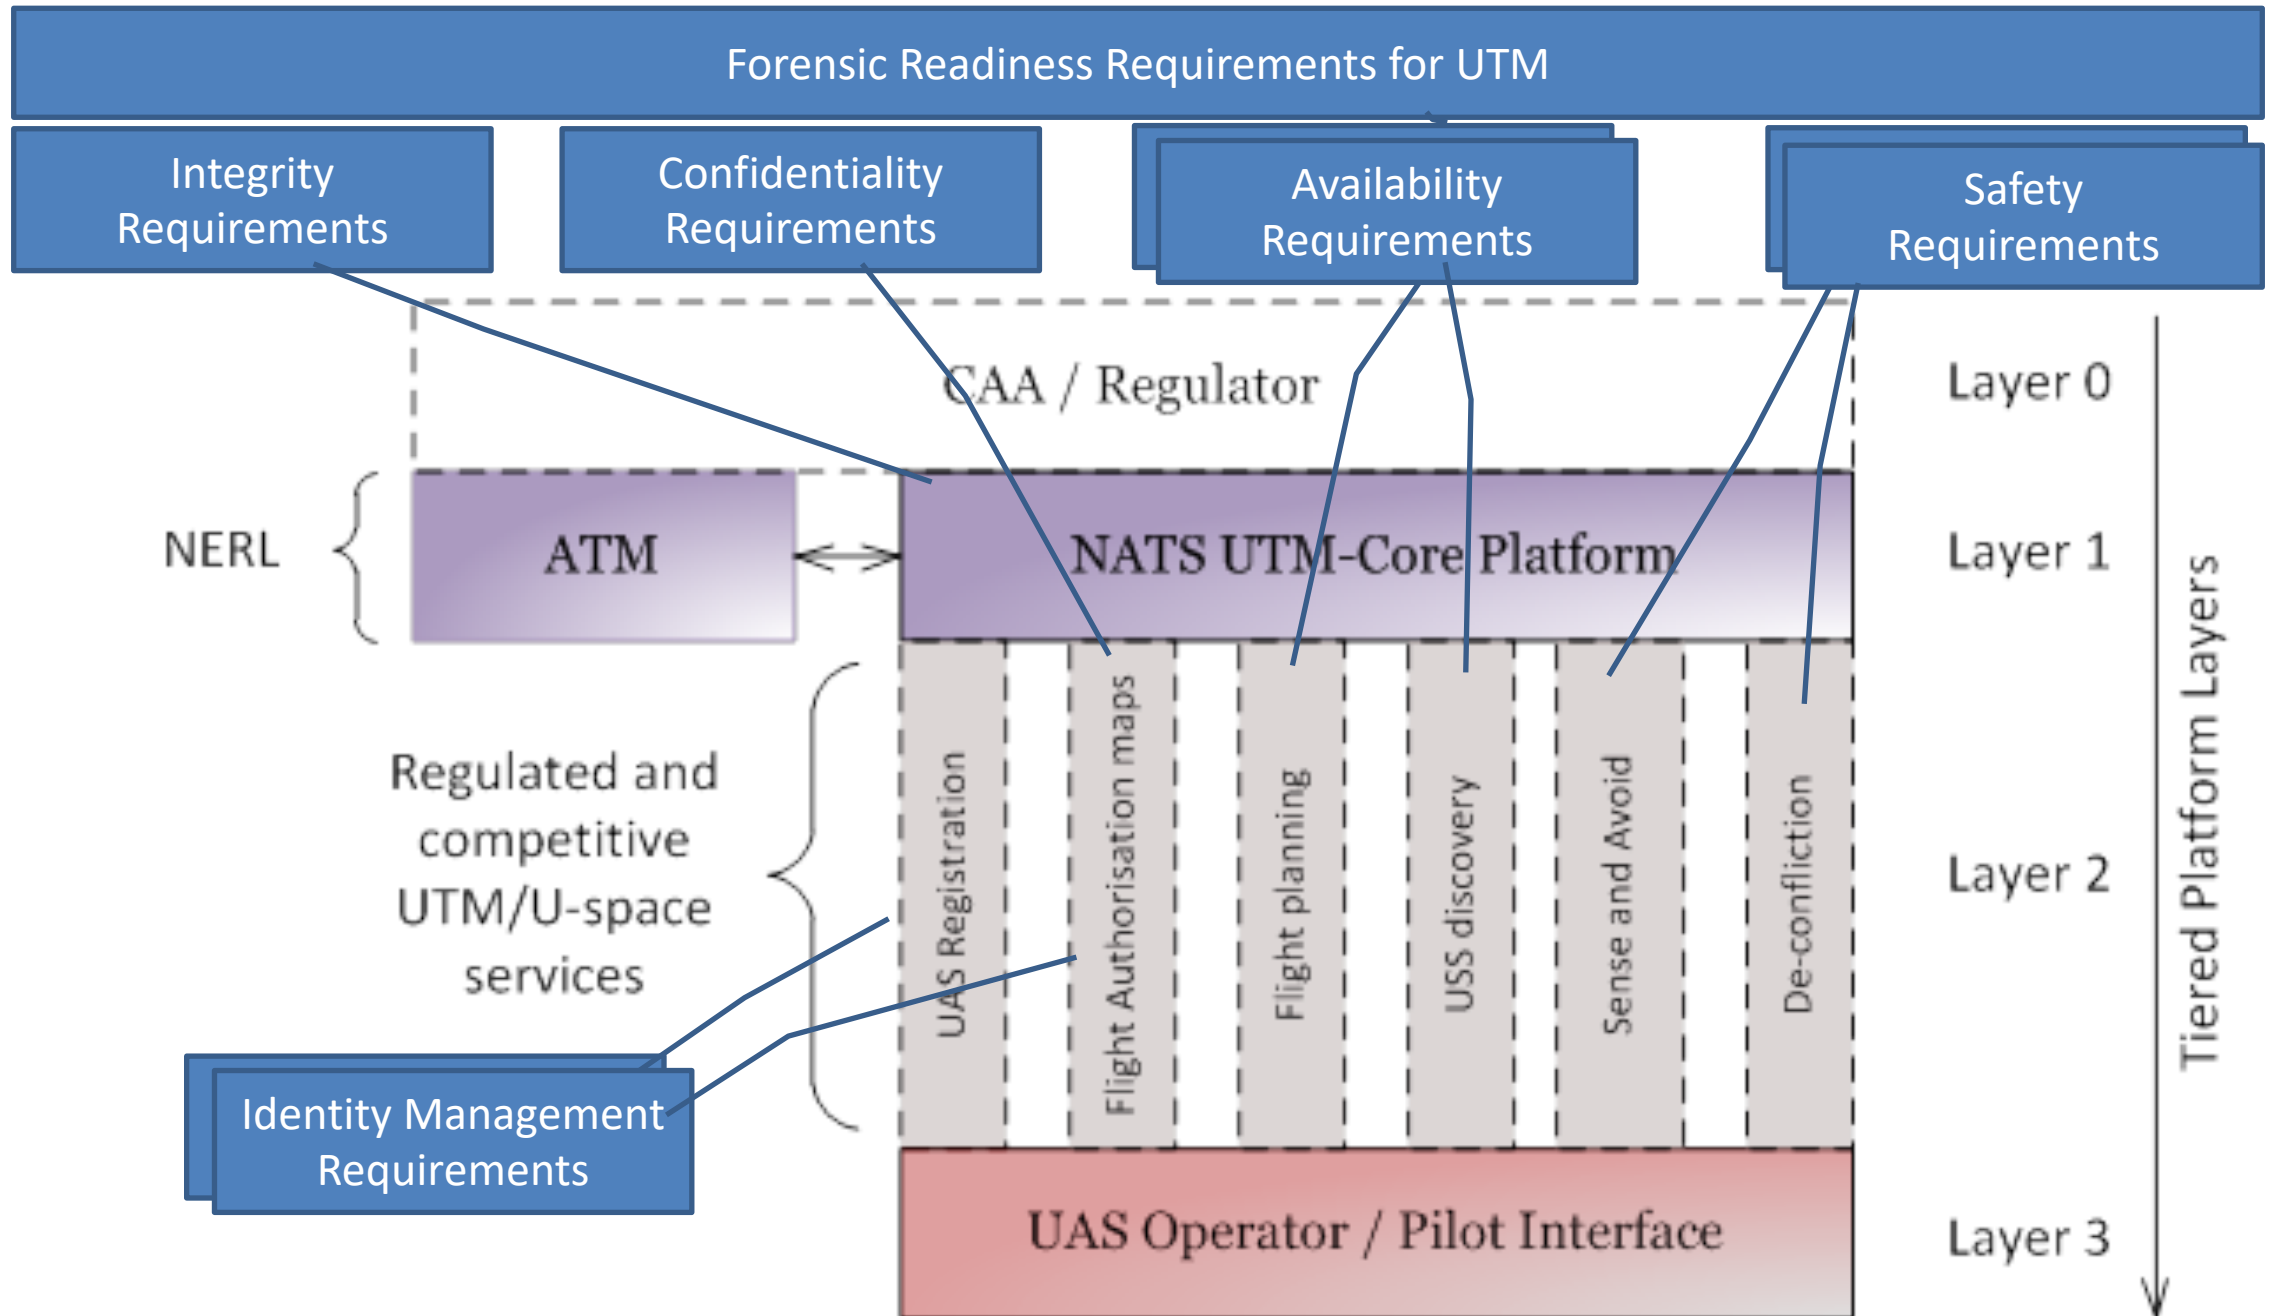 Forensic Readiness Requirements for UTM
Integrity
Requirements
Confidentiality
Requirements
Availability
Requirements
Safety
Requirements
CAA / Regulator
Layer 0
NERL
ATM
NATS UTM-Core Platform
Layer 1
Regulated and
competitive
UTM/U-space
services
UAS Registration
Flight Authorisation maps
Flight planning
USS discovery
Sense and Avoid
De-confliction
Layer 2
Tiered Platform Layers
Identity Management
Requirements
UAS Operator / Pilot Interface
Layer 3